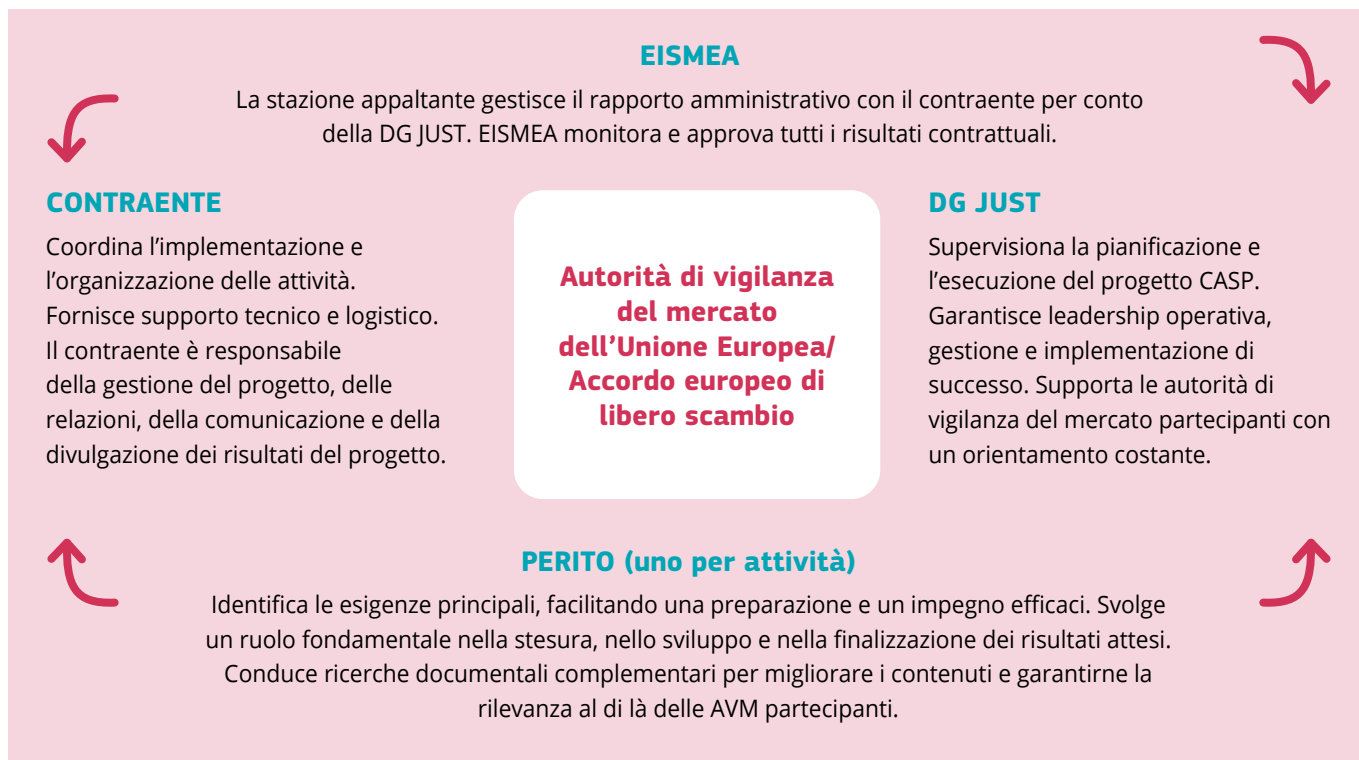 EISMEA
La stazione appaltante gestisce il rapporto amministrativo con il contraente per conto
della DG JUST. EISMEA monitora e approva tutti i risultati contrattuali.
CONTRAENTE
Coordina l’implementazione e
l’organizzazione delle attività.
Fornisce supporto tecnico e logistico.
Il contraente è responsabile
della gestione del progetto, delle
relazioni, della comunicazione e della
divulgazione dei risultati del progetto.
Autorità di vigilanza
del mercato
dell’Unione Europea/
Accordo europeo di
libero scambio
DG JUST
Supervisiona la pianificazione e
l’esecuzione del progetto CASP.
Garantisce leadership operativa,
gestione e implementazione di
successo. Supporta le autorità di
vigilanza del mercato partecipanti con
un orientamento costante.
PERITO (uno per attività)
Identifica le esigenze principali, facilitando una preparazione e un impegno efficaci. Svolge
un ruolo fondamentale nella stesura, nello sviluppo e nella finalizzazione dei risultati attesi.
Conduce ricerche documentali complementari per migliorare i contenuti e garantirne la
rilevanza al di là delle AVM partecipanti.